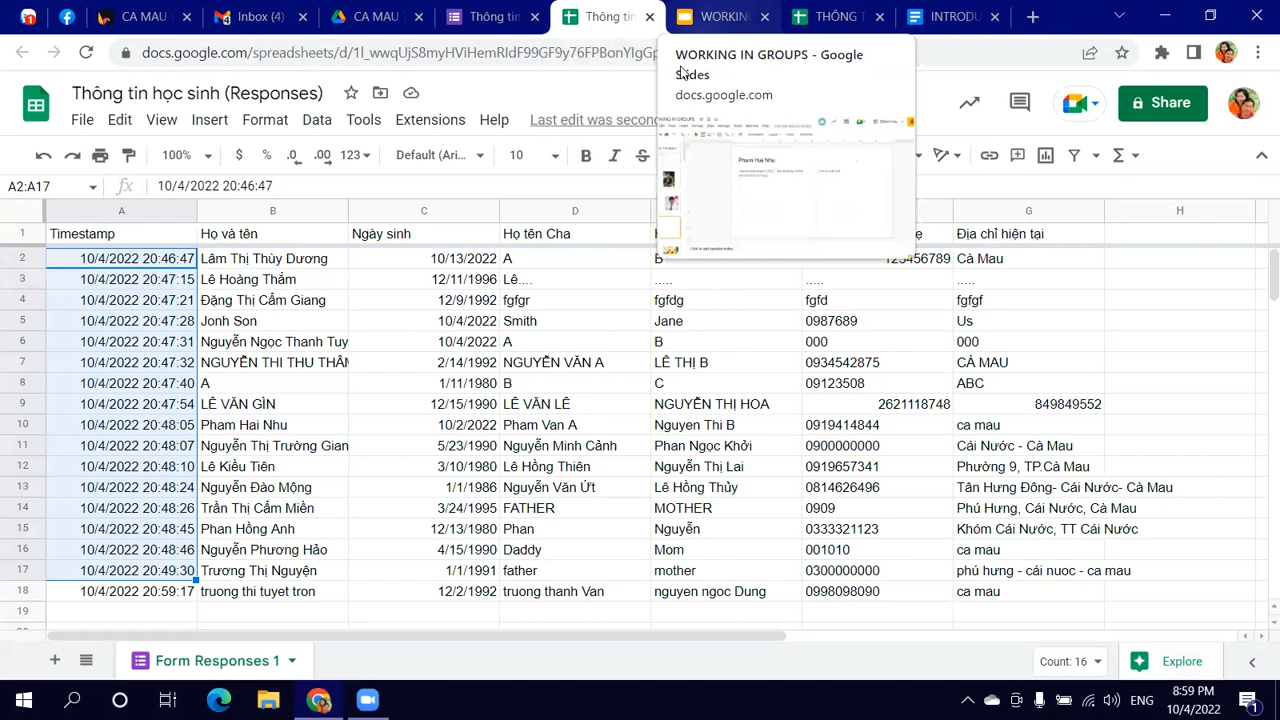 CA MAU
Inbox (3)
CA MAU
Thông tin
Thông tin
WORKING
THÔNG T
INTRODU
docs.google.com/spreadsheets/d/1l_wwqUjS8myHViHemRIdF99GF9y76FPBonYIgGp
WORKING IN GROUPS - Google
Slides
docs.google.com
Pham Hai Nhu
Thông tin học sinh (Responses)
Share
File Edit View Insert Format Data Tools Extensions Help Last edit was secon
100 .0 .00 123 Default (Ari... 10 B I S
A2:A 10/4/2022 20:46:47
A B C D G H
Timestamp Họ và tên Ngày sinh Họ tên Cha Địa chỉ hiện tại
10/13/2022 A B 123456789 Cà Mau
3 10/4/2022 20:47:15 Lê Hoàng Thắm 12/11/1996 Lê.... ..... ..... .....
4 10/4/2022 20:47:21 Đặng Thị Cẩm Giang 12/9/1992 fgfgr fgfdg fgfd fgfgf
5 10/4/2022 20:47:28 Jonh Son 10/4/2022 Smith Jane 0987689 Us
6 10/4/2022 20:47:31 Nguyễn Ngọc Thanh Tuy 10/4/2022 A B 000 000
7 10/4/2022 20:47:32 NGUYỄN THỊ THU THẢM 2/14/1992 NGUYỄN VĂN A LÊ THỊ B 0934542875 CÀ MAU
8 10/4/2022 20:47:40 A 1/11/1980 B C 09123508 ABC
9 10/4/2022 20:47:54 LÊ VĂN GÌN 12/15/1990 LÊ VĂN LÊ NGUYỄN THỊ HOA 2621118748 849849552
10 10/4/2022 20:48:05 Pham Hai Nhu 10/2/2022 Pham Van A Nguyen Thi B 0919414844 ca mau
11 10/4/2022 20:48:07 Nguyễn Thị Trương Gian 5/23/1990 Nguyễn Minh Cảnh Phan Ngọc Khởi 0900000000 Cái Nước - Cà Mau
12 10/4/2022 20:48:10 Lê Kiều Tiên 3/10/1980 Lê Hồng Thiên Nguyễn Thị Lai 0919657341 Phường 9, TP.Cà Mau
13 10/4/2022 20:48:24 Nguyễn Đào Mộng 1/1/1986 Nguyễn Văn Ứt Lê Hồng Thủy 0814626496 Tân Hưng Đông- Cái Nước- Cà Mau
14 10/4/2022 20:48:26 Trần Thị Cẩm Miền 3/24/1995 FATHER MOTHER 0909 Phú Hưng, Cái Nước, Cà Mau
15 10/4/2022 20:48:45 Phan Hồng Anh 12/13/1980 Phan Nguyễn 0333321123 Khóm Cái Nước, TT Cái Nước
16 10/4/2022 20:48:46 Nguyễn Phương Hảo 4/15/1990 Daddy Mom 001010 ca mau
17 10/4/2022 20:49:30 Trương Thị Nguyện 1/1/1991 father mother 0300000000 phú hưng - cái nuoc - ca mau
18 10/4/2022 20:59:17 truong thi tuyet tron 12/2/1992 truong thanh Van nguyen ngoc Dung 0998098090 ca mau
19
Form Responses 1 Count: 16 Explore
ENG 8:59 PM
10/4/2022 1